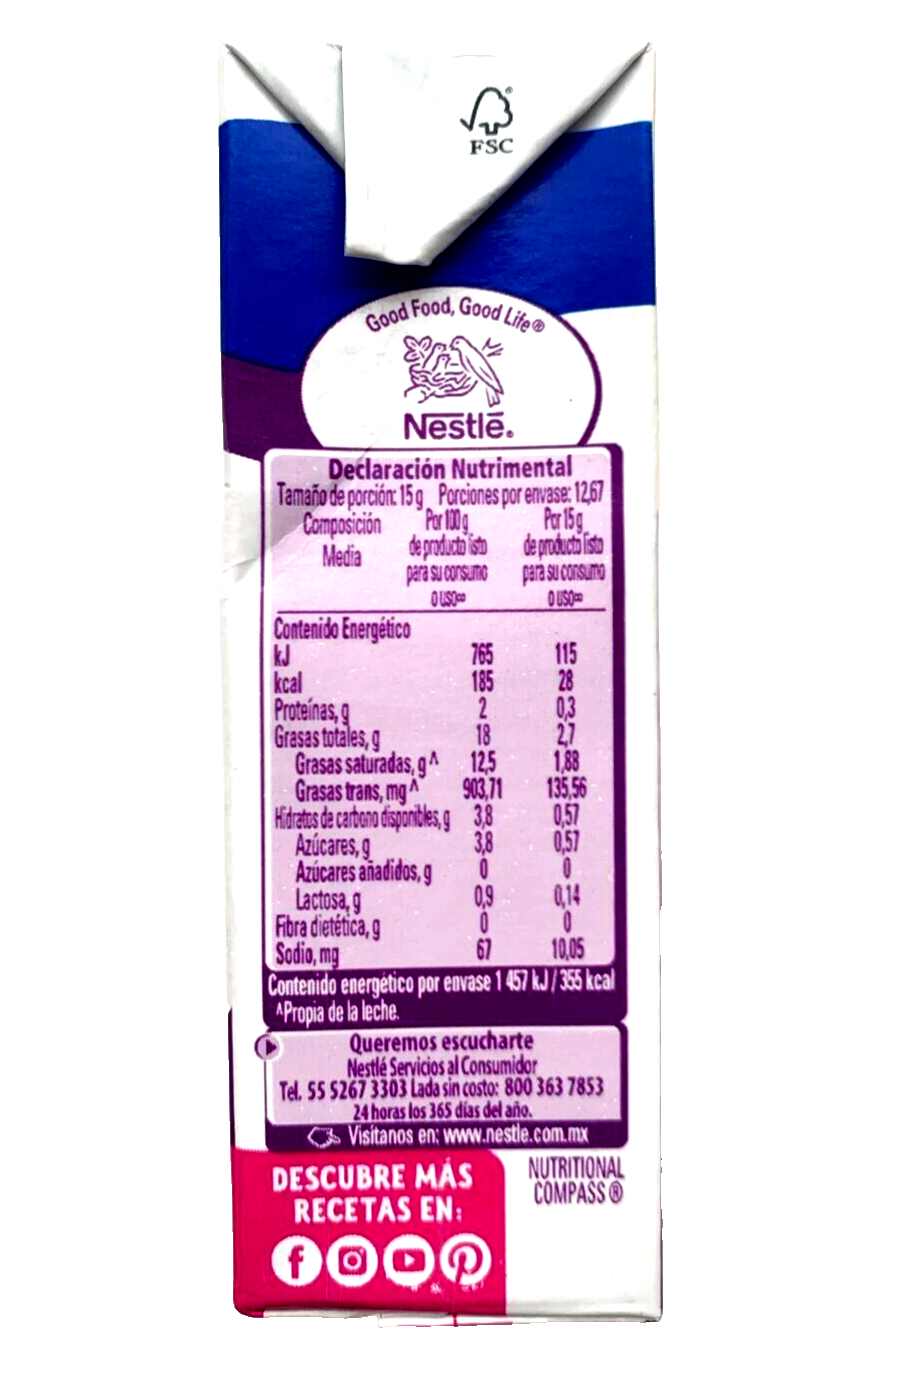 FSC
Good Food, Good Life®
Nestlē®
Declaración Nutrimental
Tamaño de porción: 15 g Porciones por envase: 12,67
Composición Media Por 100 g de producto listo para su consumo o uso∞ Por 15 g de producto listo para su consumo o uso∞
Contenido Energético
kJ 765 115
kcal 185 28
Proteínas, g 2 0,3
Grasas totales, g 18 2,7
Grasas saturadas, g ^ 12,5 1,88
Grasas trans, mg ^ 903,71 135,56
Hidratos de carbono disponibles, g 3,8 0,57
Azúcares, g 3,8 0,57
Azúcares añadidos, g 0 0
Lactosa, g 0,9 0,14
Fibra dietética, g 0 0
Sodio, mg 67 10,05
Contenido energético por envase 1 457 kJ / 355 kcal
^Propia de la leche.
Queremos escucharte
Nestlé Servicios al Consumidor
Tel. 55 5267 3303 Lada sin costo: 800 363 7853
24 horas los 365 días del año.
Visítanos en: www.nestle.com.mx
DESCUBRE MÁS
RECETAS EN:
NUTRITIONAL
COMPASS ®